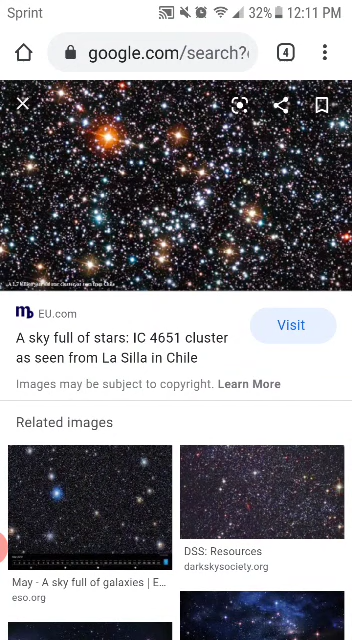 Sprint 32% 12:11 PM
google.com/search? 4
EU.com
A sky full of stars: IC 4651 cluster
as seen from La Silla in Chile
Visit
Images may be subject to copyright. Learn More
Related images
May - A sky full of galaxies | E...
eso.org
DSS: Resources
darkskysociety.org